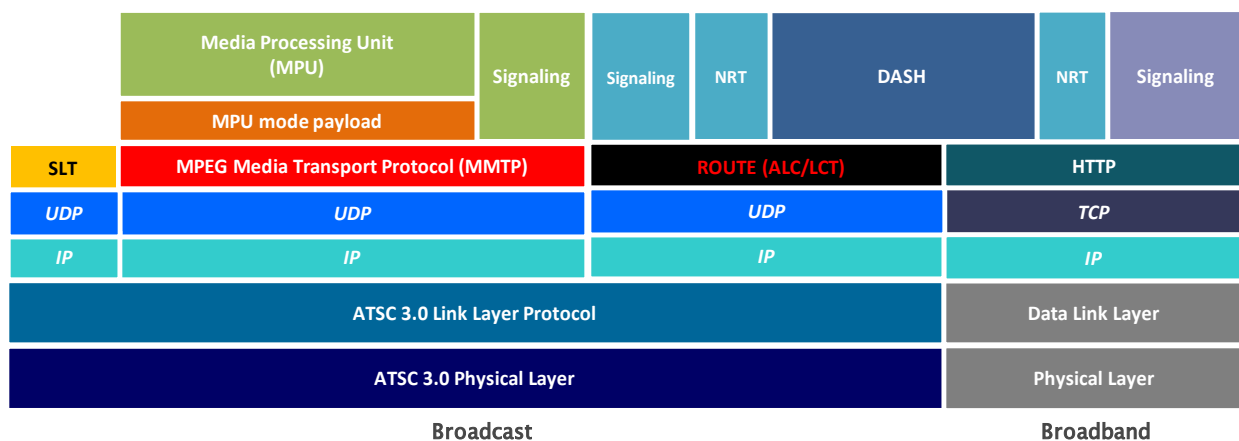 Media Processing Unit
(MPU)
Signaling
Signaling
NRT
DASH
NRT
Signaling
MPU mode payload
SLT
MPEG Media Transport Protocol (MMTP)
ROUTE (ALC/LCT)
HTTP
UDP
UDP
UDP
TCP
IP
IP
IP
IP
ATSC 3.0 Link Layer Protocol
Data Link Layer
ATSC 3.0 Physical Layer
Physical Layer
Broadcast
Broadband